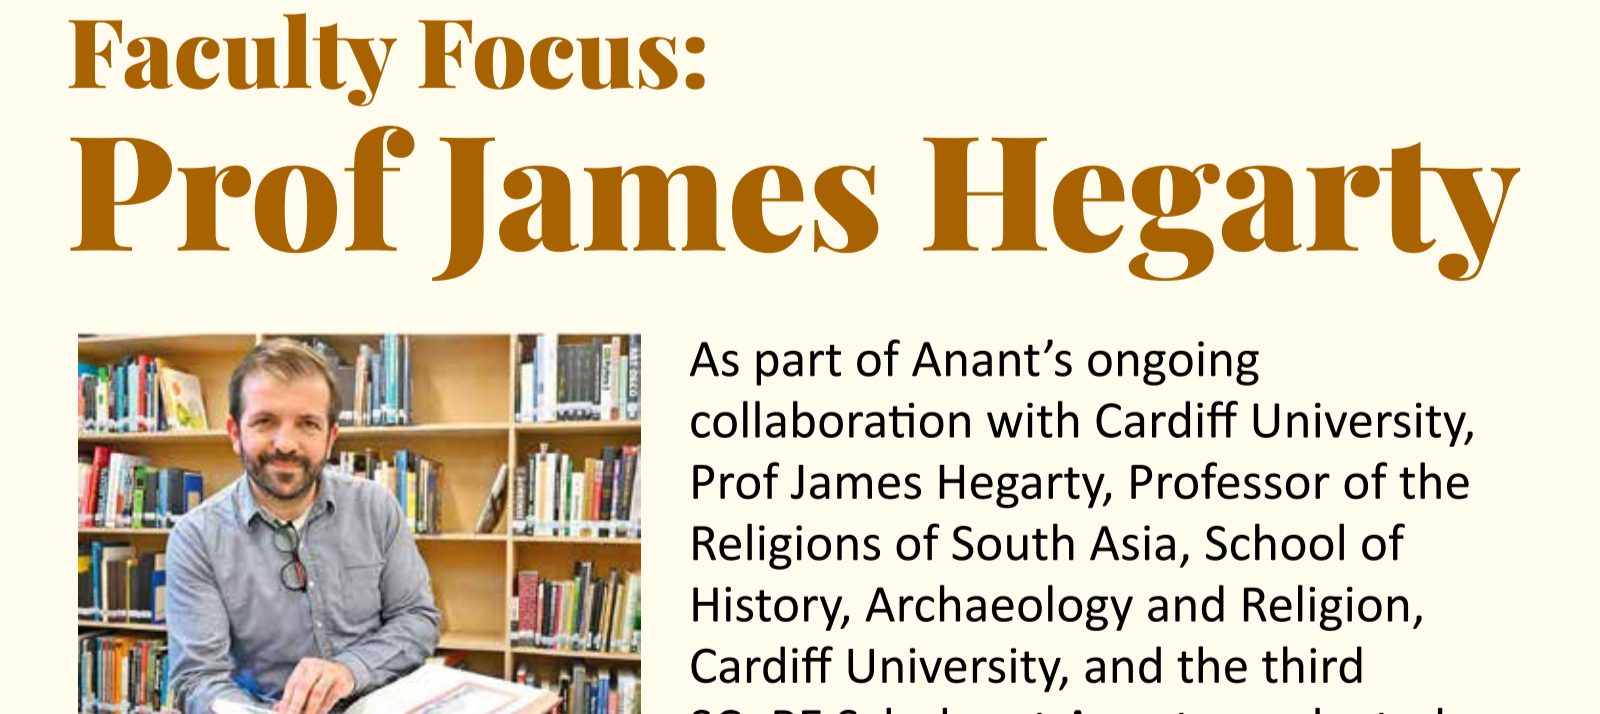 Faculty Focus:
Prof James Hegarty
As part of Anant’s ongoing
collaboration with Cardiff University,
Prof James Hegarty, Professor of the
Religions of South Asia, School of
History, Archaeology and Religion,
Cardiff University, and the third